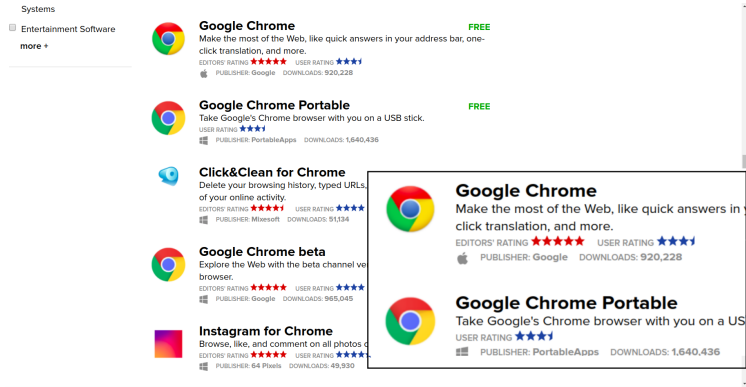 Systems
Entertainment Software
more +
Google Chrome
FREE
Make the most of the Web, like quick answers in your address bar, one-
click translation, and more.
EDITORS' RATING USER RATING
PUBLISHER: Google DOWNLOADS: 920,228
Google Chrome Portable
FREE
Take Google's Chrome browser with you on a USB stick.
USER RATING
PUBLISHER: PortableApps DOWNLOADS: 1,640,436
Click&Clean for Chrome
Delete your browsing history, typed URLs,
of your online activity.
EDITORS' RATING USER RATING
PUBLISHER: Mixesoft DOWNLOADS: 51,134
Google Chrome beta
Explore the Web with the beta channel ve
browser.
EDITORS' RATING USER RATING
PUBLISHER: Google DOWNLOADS: 965,045
Instagram for Chrome
Browse, like, and comment on all photos
EDITORS' RATING USER RATING
PUBLISHER: 64 Pixels DOWNLOADS: 49,930
Google Chrome
Make the most of the Web, like quick answers in
click translation, and more.
EDITORS' RATING USER RATING
PUBLISHER: Google DOWNLOADS: 920,228
Google Chrome Portable
Take Google's Chrome browser with you on a US
USER RATING
PUBLISHER: PortableApps DOWNLOADS: 1,640,436